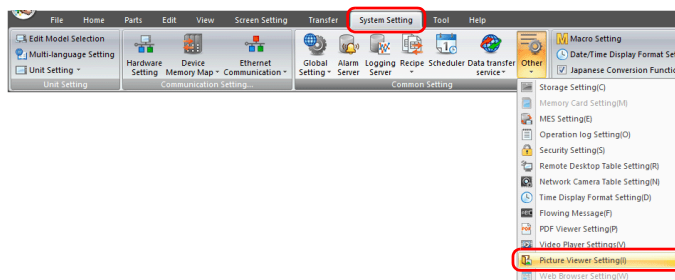 File Home Parts Edit View Screen Setting Transfer System Setting Tool Help
Edit Model Selection
Multi-language Setting
Unit Setting
Unit Setting
Hardware Setting
Device Memory Map
Ethernet Communication
Communication Setting...
Global Setting
Alarm Server
Logging Server
Recipe
Scheduler
Data transfer service
Common Setting
Other
Macro Setting
Date/Time Display Format Set
Japanese Conversion Functio
Storage Setting(C)
Memory Card Setting(M)
MES Setting(E)
Operation log Setting(O)
Security Setting(S)
Remote Desktop Table Setting(R)
Network Camera Table Setting(N)
Time Display Format Setting(D)
Flowing Message(F)
PDF Viewer Setting(P)
Video Player Settings(V)
Picture Viewer Setting(I)
Web Browser Setting(W)